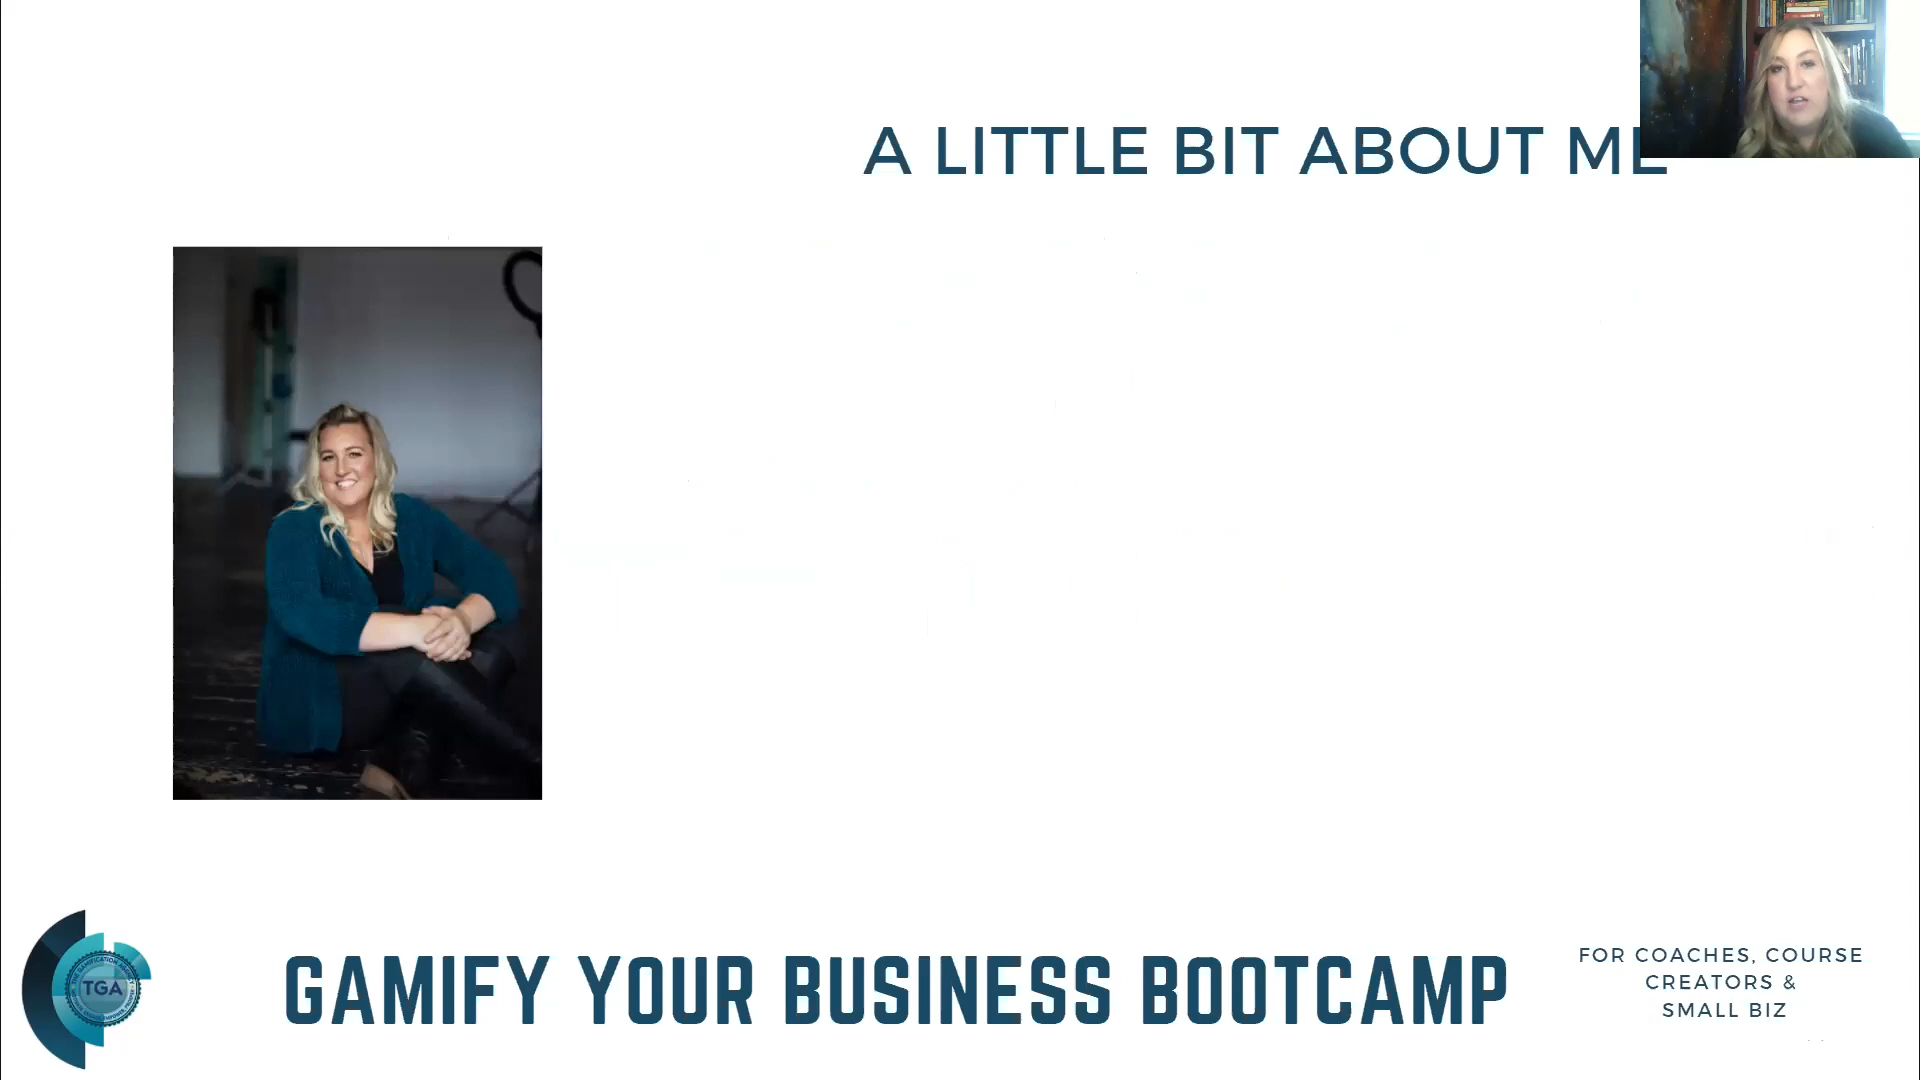 A LITTLE BIT ABOUT ME
TGA
GAMIFY YOUR BUSINESS BOOTCAMP
FOR COACHES, COURSE
CREATORS &
SMALL BIZ